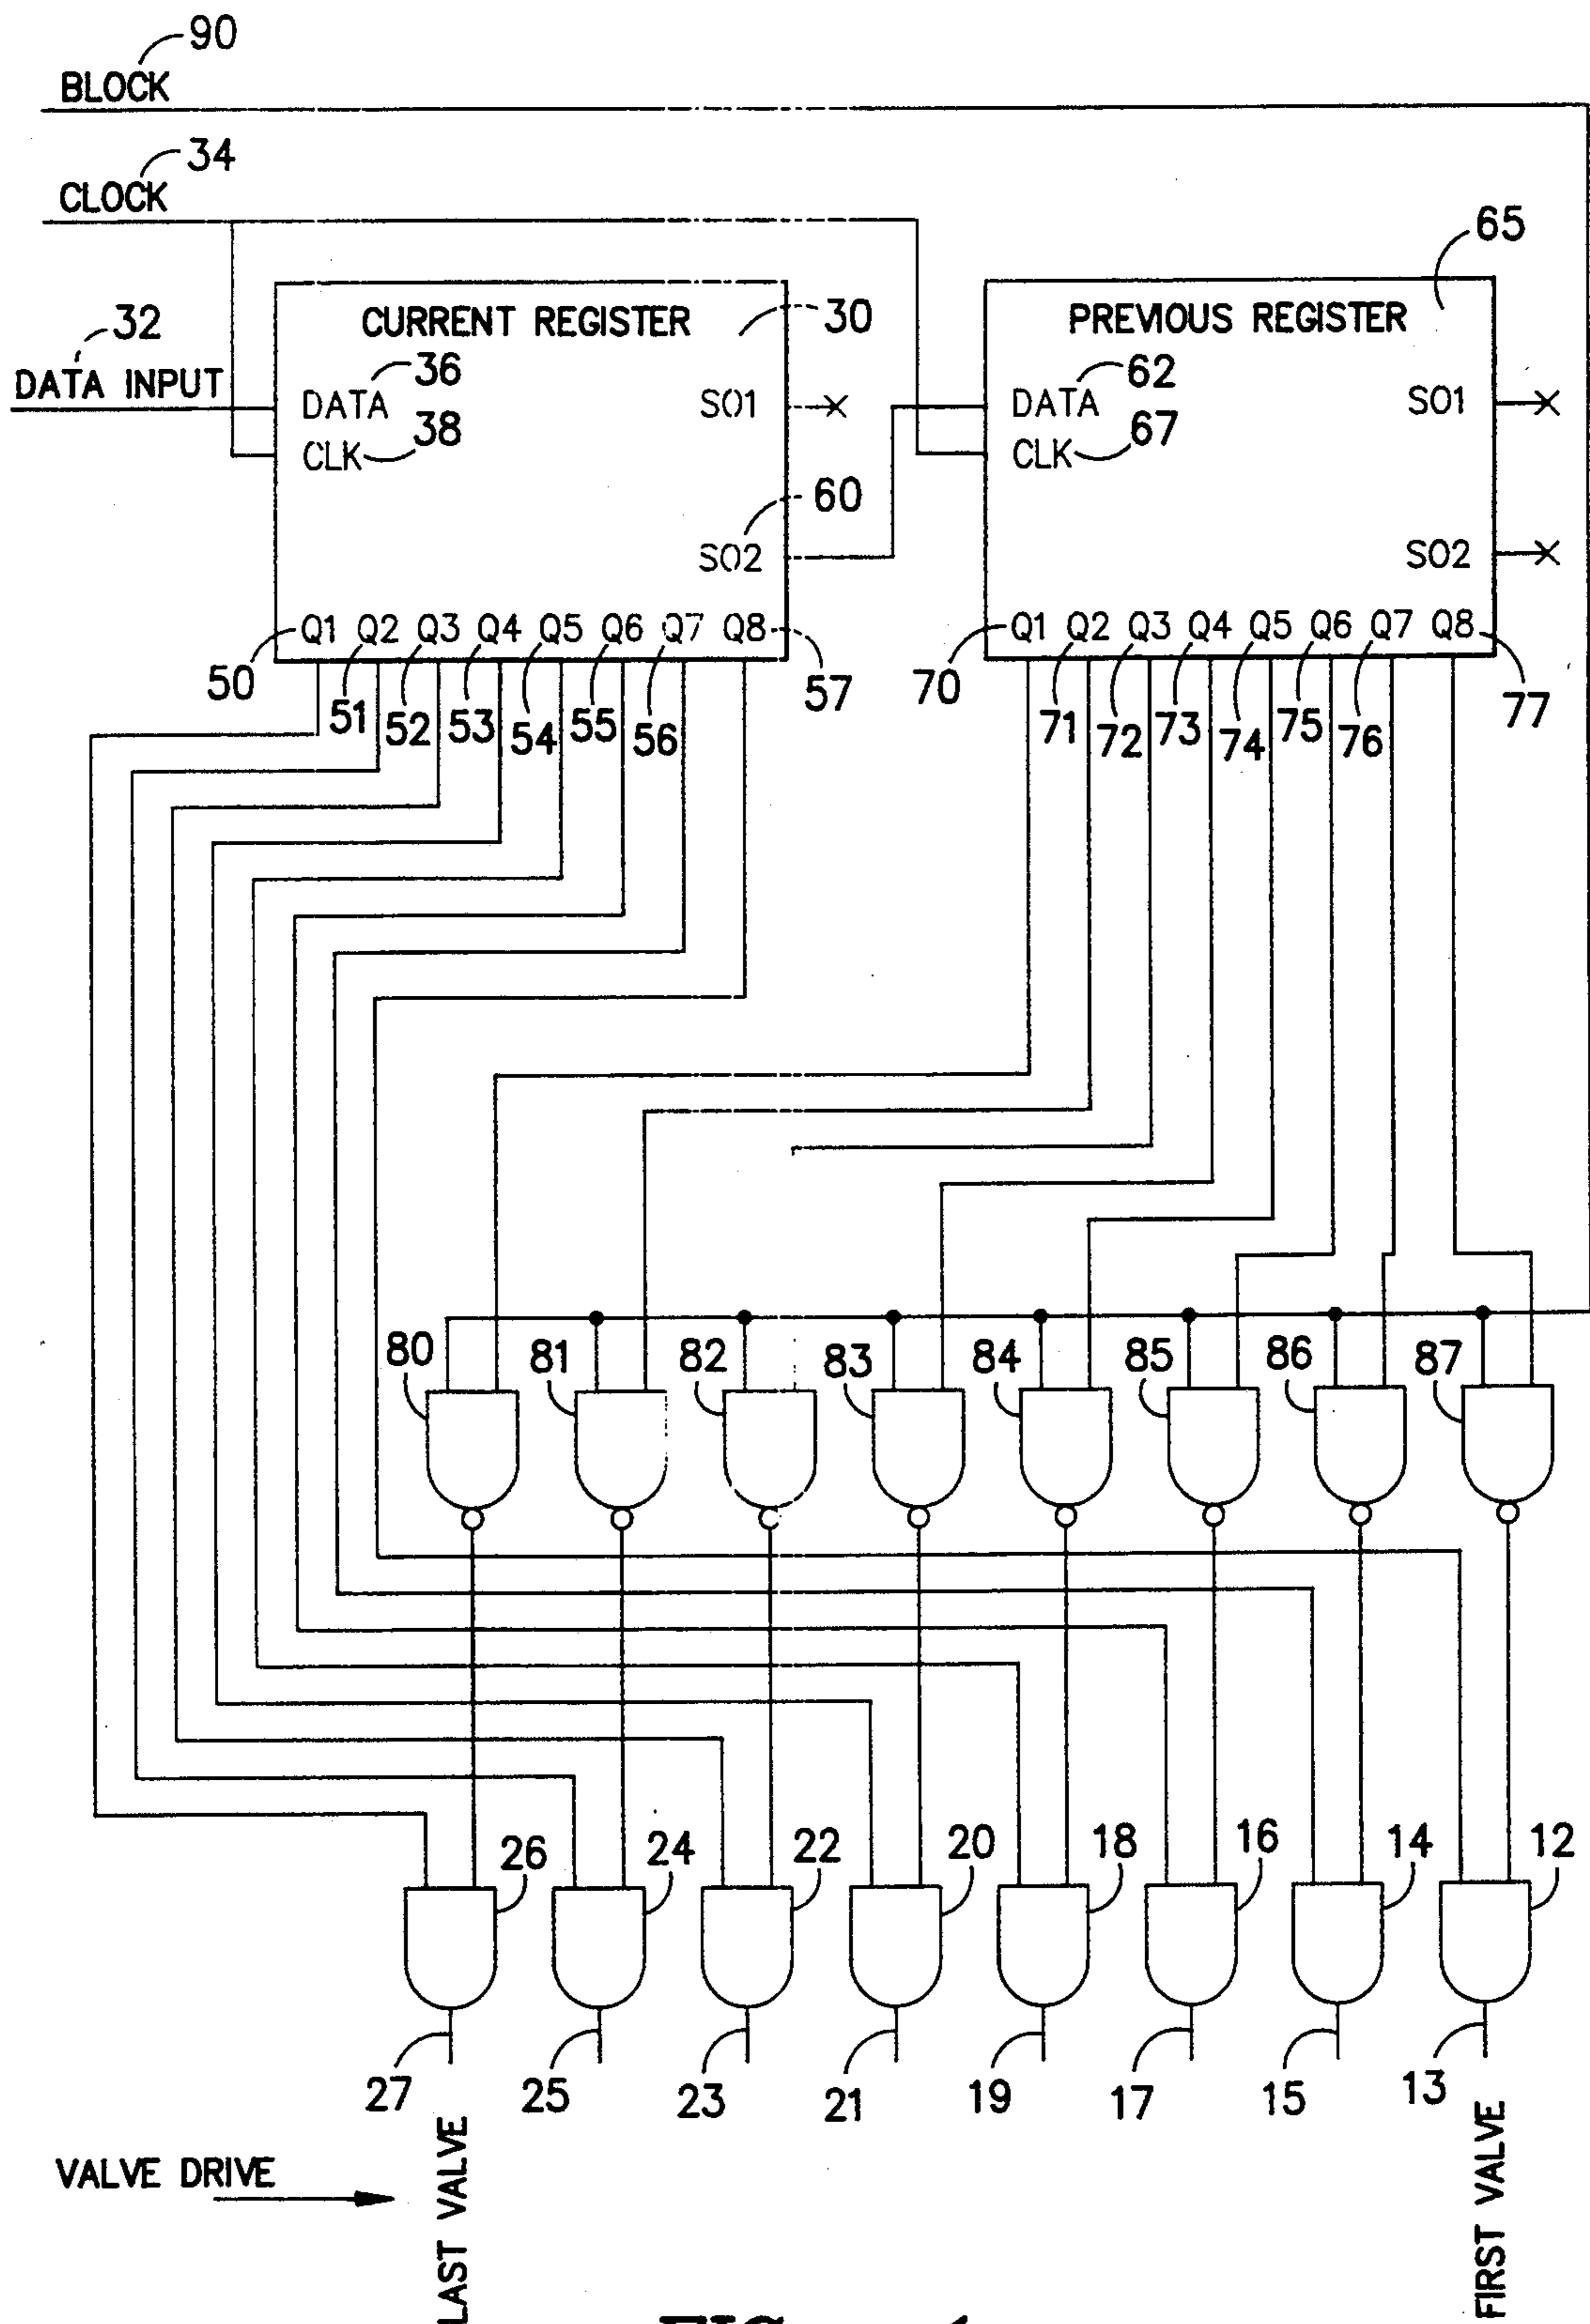 90
BLOCK
34
CLOCK
65
32
CURRENT REGISTER
30
PREVIOUS REGISTER
DATA INPUT
DATA
36
SO1
DATA
62
SO1
CLK
38
CLK
67
60
SO2
SO2
Q1 Q2 Q3 Q4 Q5 Q6 Q7 Q8
Q1 Q2 Q3 Q4 Q5 Q6 Q7 Q8
50 51 52 53 54 55 56 57
70 71 72 73 74 75 76 77
80 81 82 83 84 85 86 87
26 24 22 20 18 16 14 12
27 25 23 21 19 17 15 13
VALVE DRIVE
LAST VALVE
FIRST VALVE